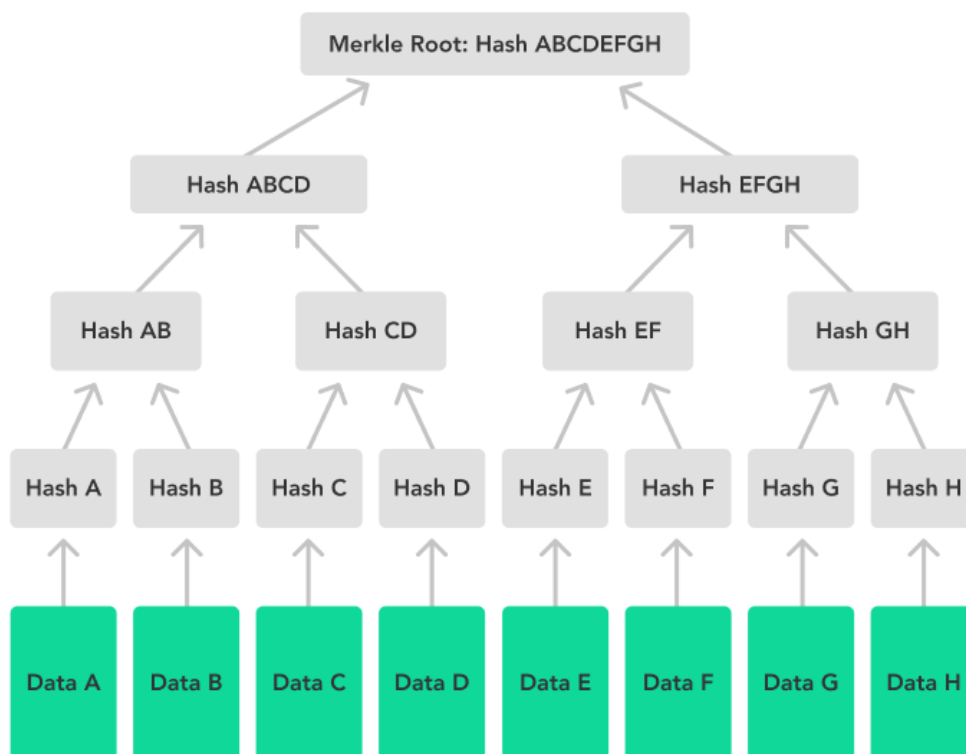 Merkle Root: Hash ABCDEFGH
Hash ABCD
Hash EFGH
Hash AB
Hash CD
Hash EF
Hash GH
Hash A
Hash B
Hash C
Hash D
Hash E
Hash F
Hash G
Hash H
Data A
Data B
Data C
Data D
Data E
Data F
Data G
Data H